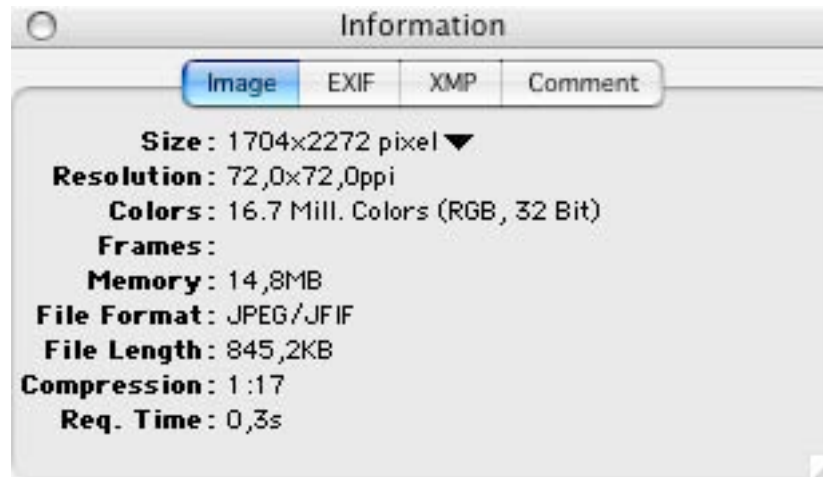 Information
Image EXIF XMP Comment
Size: 1704x2272 pixel
Resolution: 72,0x72,0ppi
Colors: 16.7 Mill. Colors (RGB, 32 Bit)
Frames:
Memory: 14,8MB
File Format: JPEG/JFIF
File Length: 845,2KB
Compression: 1:17
Req. Time: 0,3s